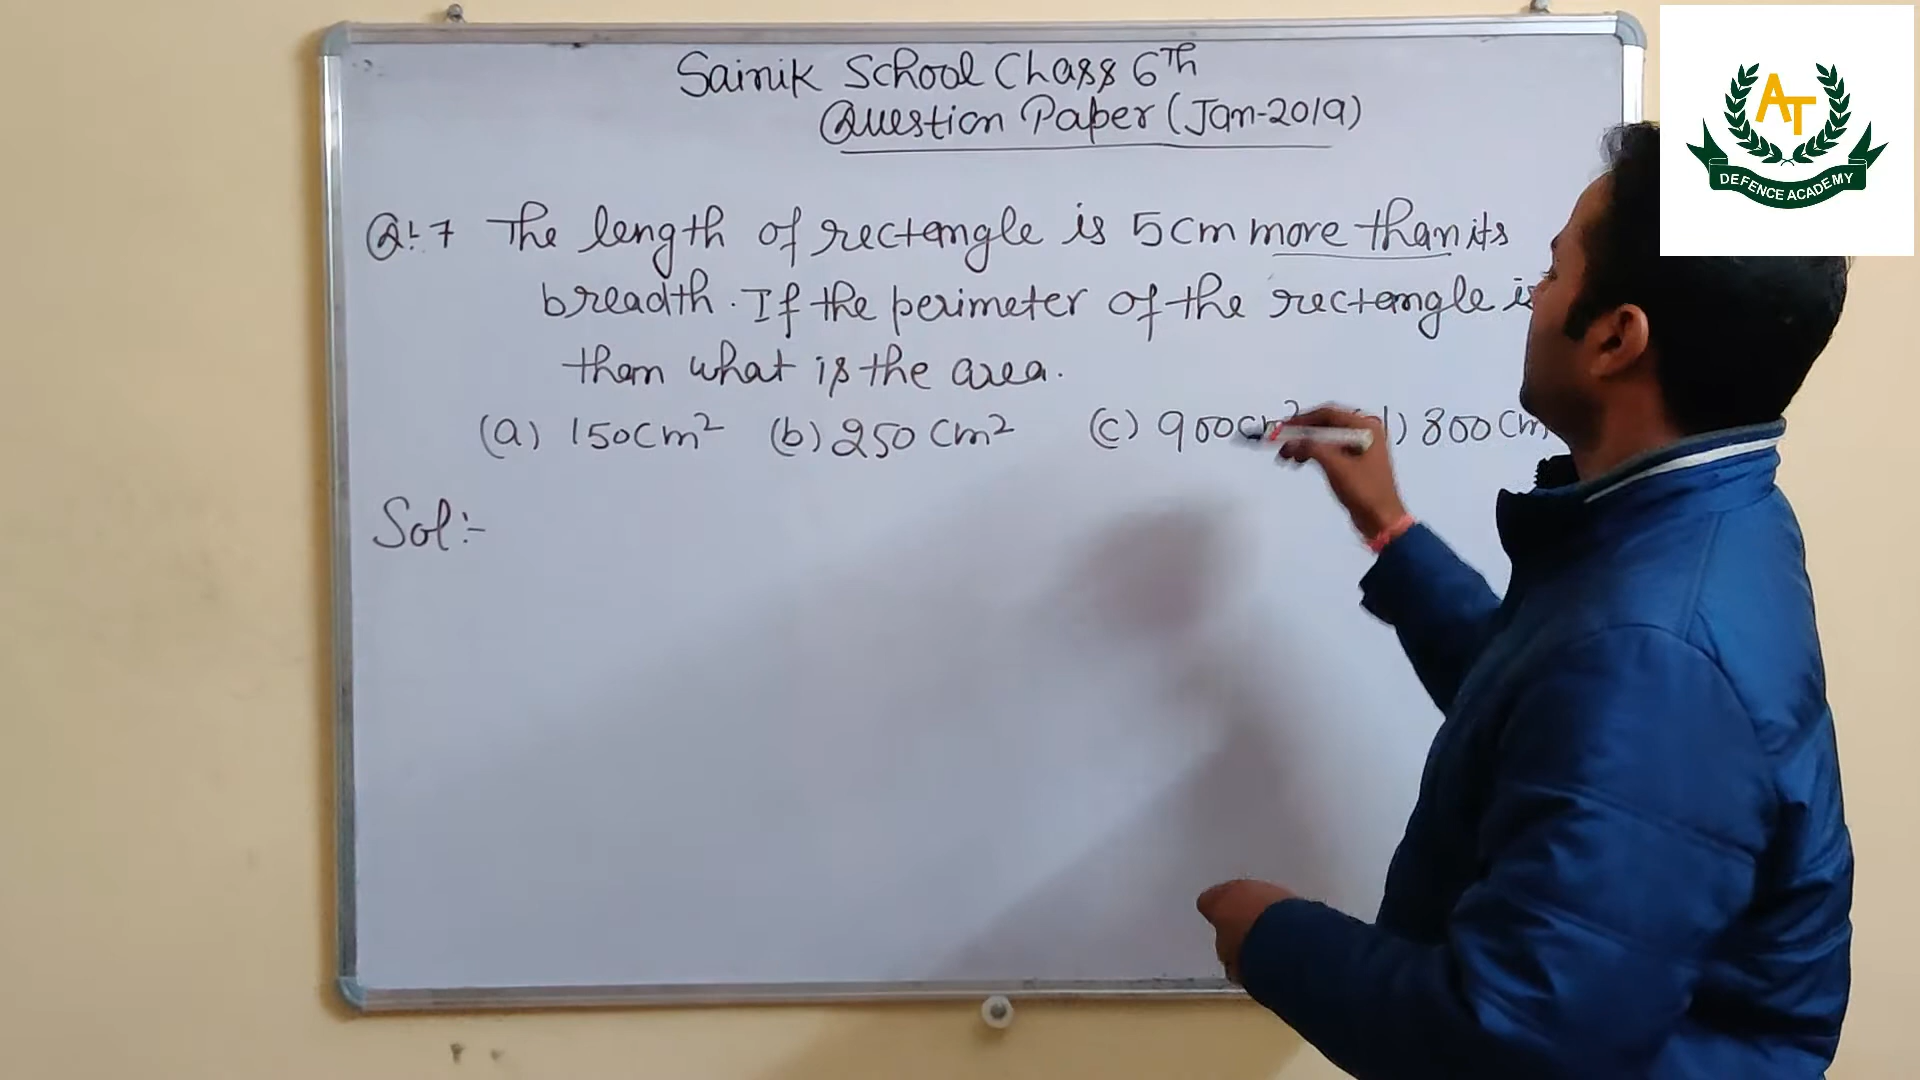 Sainik School Class 6Th
Question Paper (Jan-2019)
Q:7 The length of rectangle is 5cm more than its
breadth. If the perimeter of the rectangle
then what is the area.
(a) 150cm² (b) 250 cm² (c) 900cm² (d) 800 cm
Sol:-
AT
DEFENCE ACADEMY